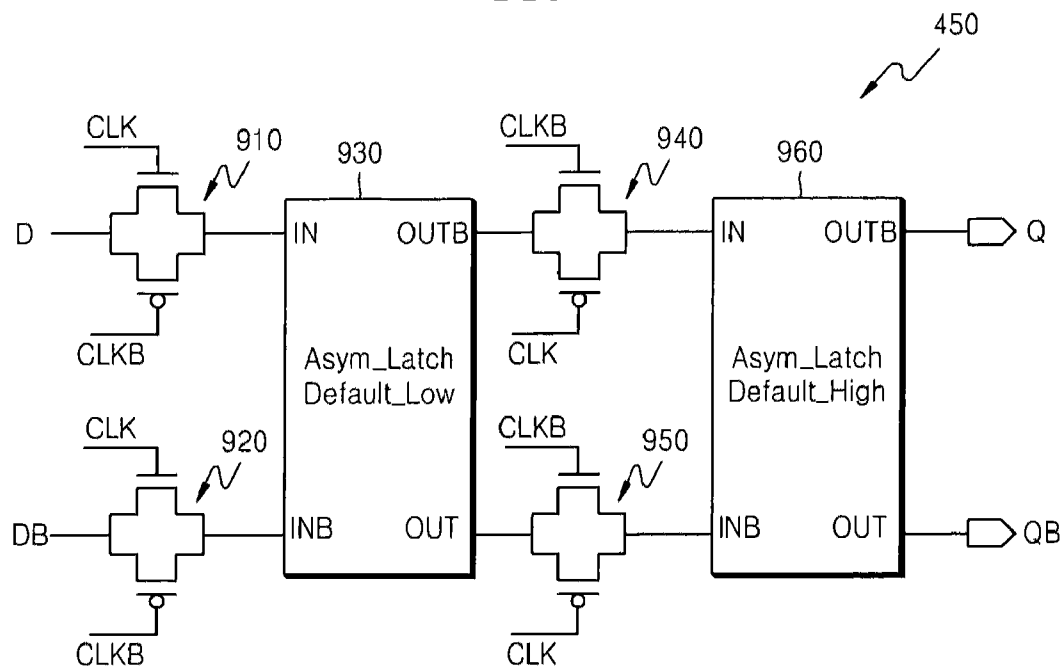 450
CLK
910
930
CLKB
940
960
D
IN
OUTB
IN
OUTB
Q
CLKB
CLK
Asym_Latch
Default_Low
Asym_Latch
Default_High
CLK
920
CLKB
950
DB
INB
OUT
INB
OUT
QB
CLKB
CLK